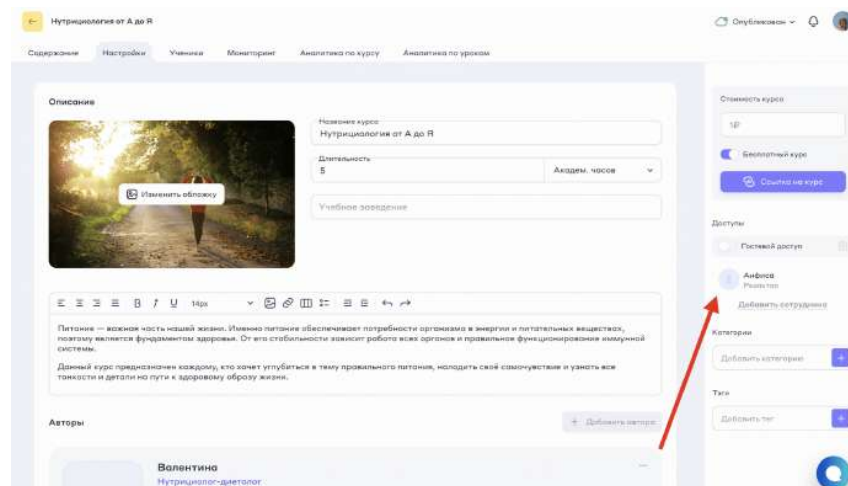 Нутрициология от А до Я
Опубликован
Содержание Настройки Ученики Мониторинг Аналитика по курсу Аналитика по урокам
Описание
Изменить обложку
Название курса
Нутрициалогия от А до Я
Длительность
5
Академ. часов
Учебное заведение
14px
Питание — важная часть нашей жизни. Именно питание обеспечивает потребности организма в энергии и питательных веществах,
поэтому является фундаментом здоровья. От его стабильности зависит работа всех органов и правильное функционирование иммунной
системы.
Данный курс предназначен каждому, кто хочет углубиться в тему правильного питания, наладить своё самочувствие и узнать все
тонкости и детали на пути к здоровому образу жизни.
Авторы
+ Добавить автора
Валентина
Нутрициолог-диетолог
Стоимость курса
1₽
Бесплатный курс
Ссылка на курс
Доступы
Гостевой доступ
Анфиса
Редактор
Добавить сотрудника
Категории
Добавить категорию
+
Тэги
Добавить тег
+